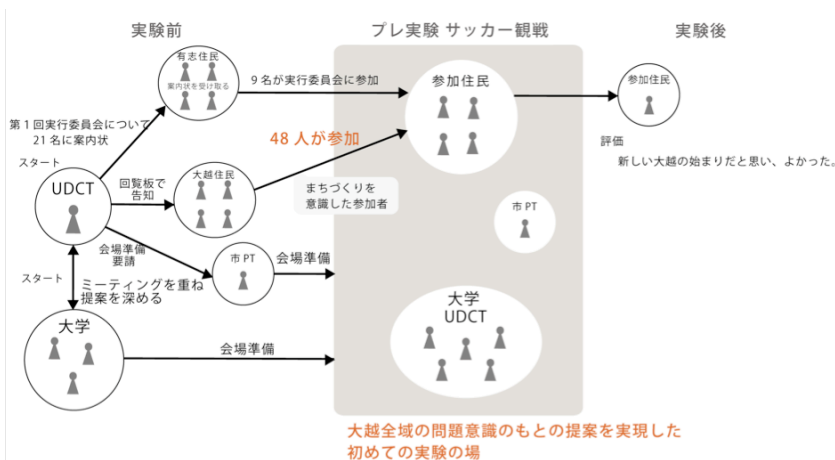 実験前
プレ実験 サッカー観戦
実験後
有志住民
案内状を受け取る
9名が実行委員会に参加
参加住民
参加住民
第1回実行委員会について
21名に案内状
48人が参加
評価
新しい大越の始まりだと思い、よかった。
スタート
UDCT
回覧板で
告知
大越住民
まちづくりを
意識した参加者
市PT
会場準備
要請
市PT
会場準備
スタート
ミーティングを重ね
提案を深める
大学
UDCT
大学
会場準備
大越全域の問題意識のもとの提案を実現した
初めての実験の場